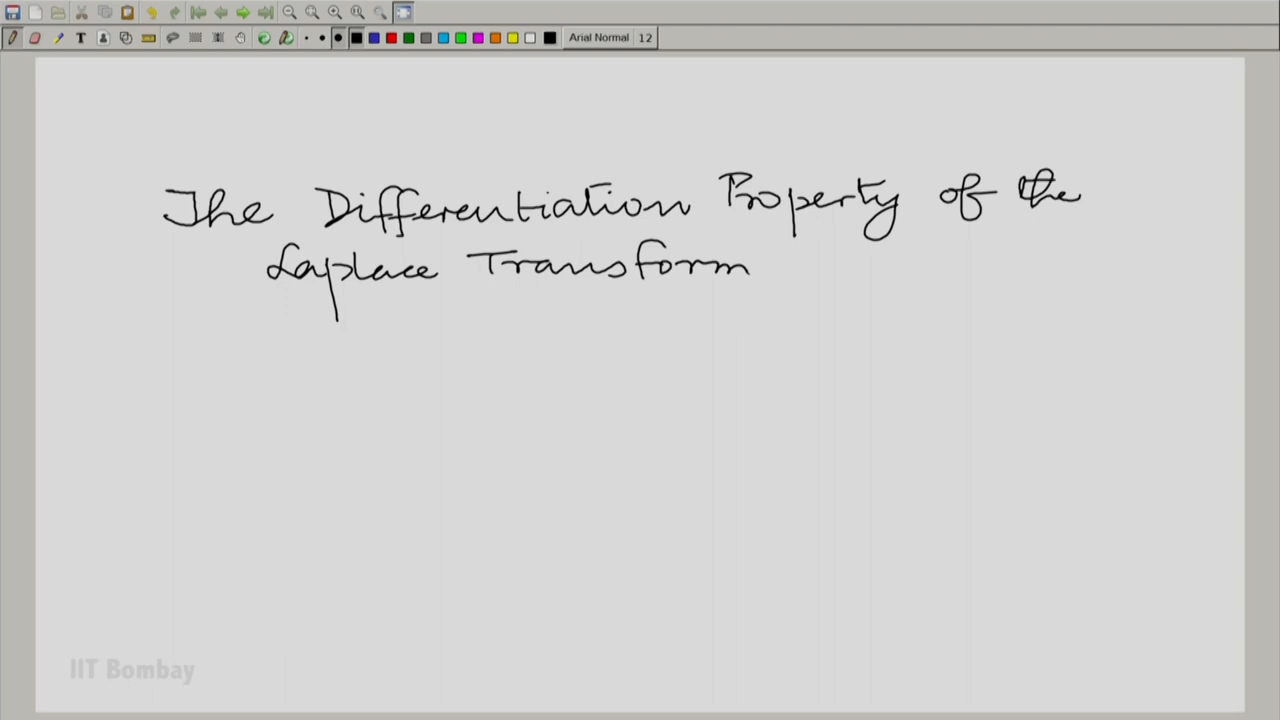 Arial Normal 12
The Differentiation Property of the
Laplace Transform
IIT Bombay